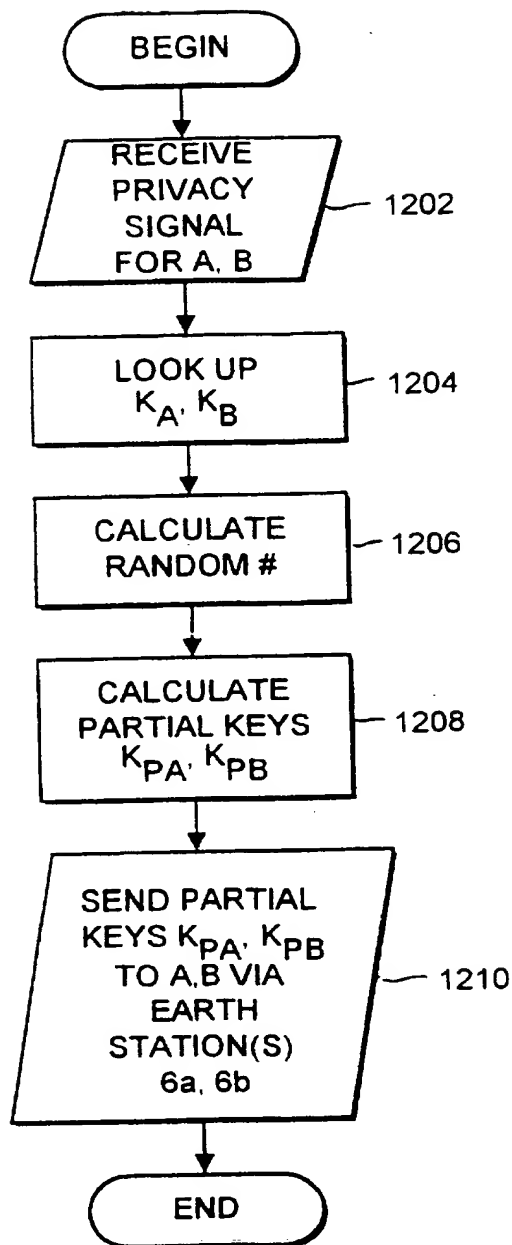 BEGIN
RECEIVE
PRIVACY
SIGNAL
FOR A, B
1202
LOOK UP
KA, KB
1204
CALCULATE
RANDOM #
1206
CALCULATE
PARTIAL KEYS
KPA, KPB
1208
SEND PARTIAL
KEYS KPA, KPB
TO A,B VIA
EARTH
STATION(S)
6a, 6b
1210
END